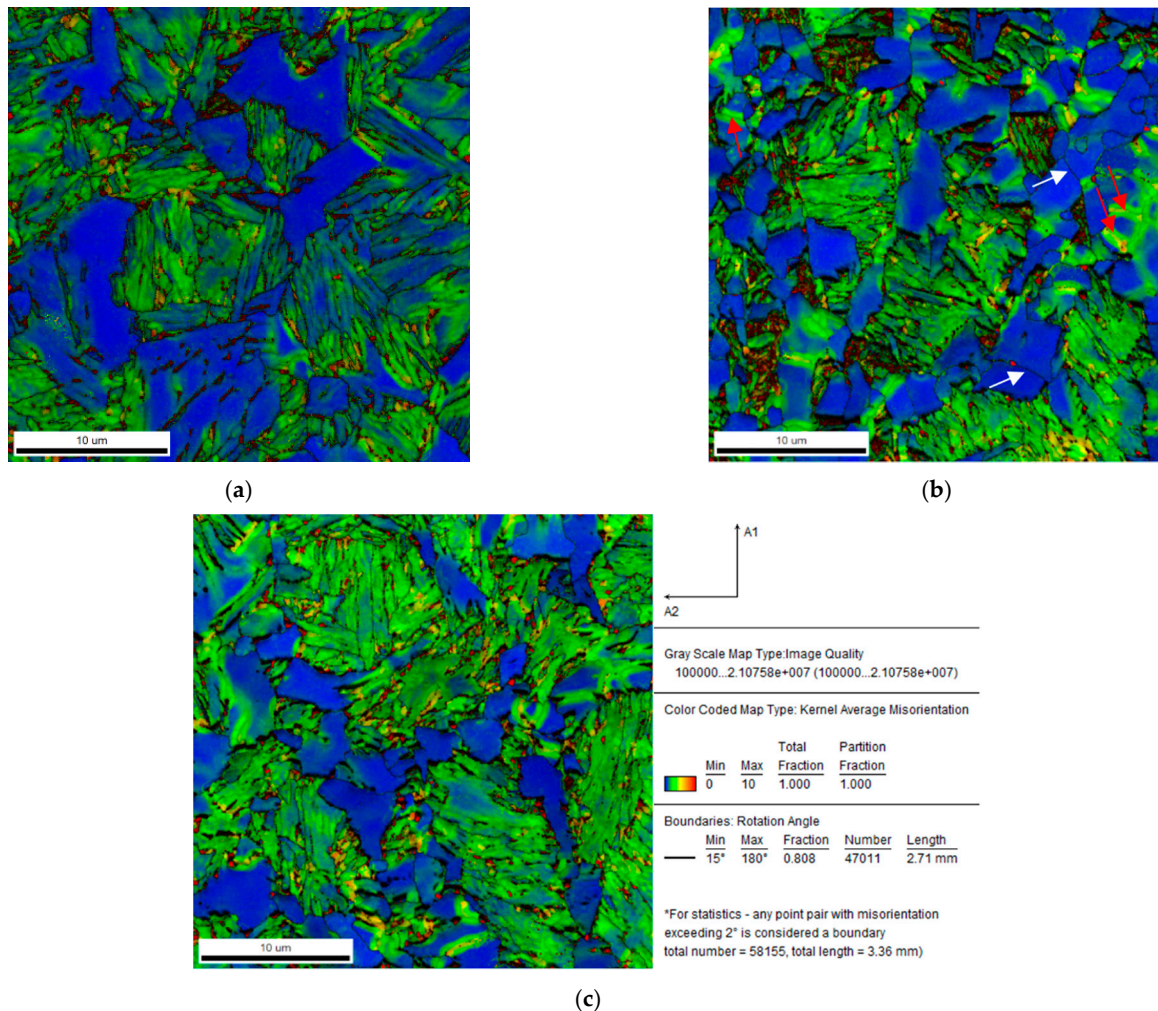 10 um
10 um
(a)
(b)
A1
A2
Gray Scale Map Type:Image Quality
100000...2.10758e+007 (100000...2.10758e+007)
Color Coded Map Type: Kernel Average Misorientation
Total Partition
Min Max Fraction Fraction
0 10 1.000 1.000
Boundaries: Rotation Angle
Min Max Fraction Number Length
15° 180° 0.808 47011 2.71 mm
*For statistics - any point pair with misorientation
exceeding 2° is considered a boundary
total number = 58155, total length = 3.36 mm)
10 um
(c)